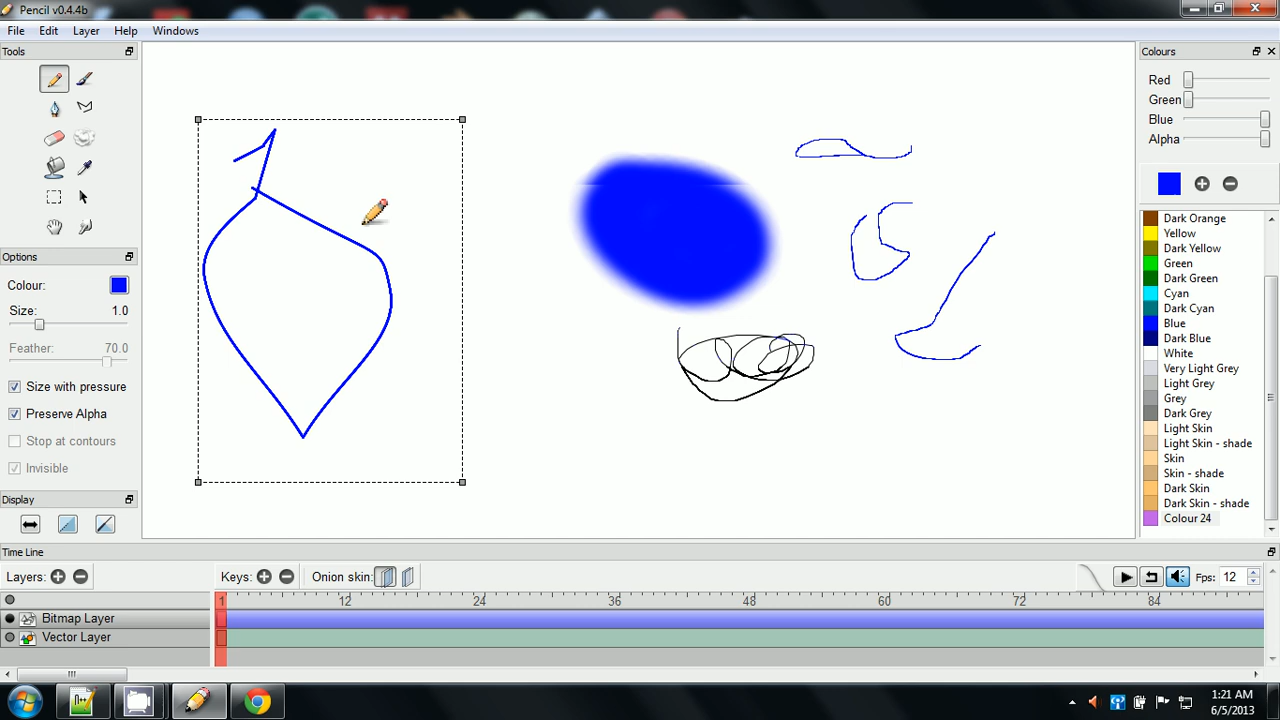 Pencil v0.4.4b
File Edit Layer Help Windows
Tools
Options
Colour:
Size: 1.0
Feather: 70.0
Size with pressure
Preserve Alpha
Stop at contours
Invisible
Display
Colours
Red
Green
Blue
Alpha
Dark Orange
Yellow
Dark Yellow
Green
Dark Green
Cyan
Dark Cyan
Blue
Dark Blue
White
Very Light Grey
Light Grey
Grey
Dark Grey
Light Skin
Light Skin - shade
Skin
Skin - shade
Dark Skin
Dark Skin - shade
Colour 24
Time Line
Layers: Keys: Onion skin: Fps: 12
1 12 24 36 48 60 72 84
Bitmap Layer
Vector Layer
1:21 AM
6/5/2013